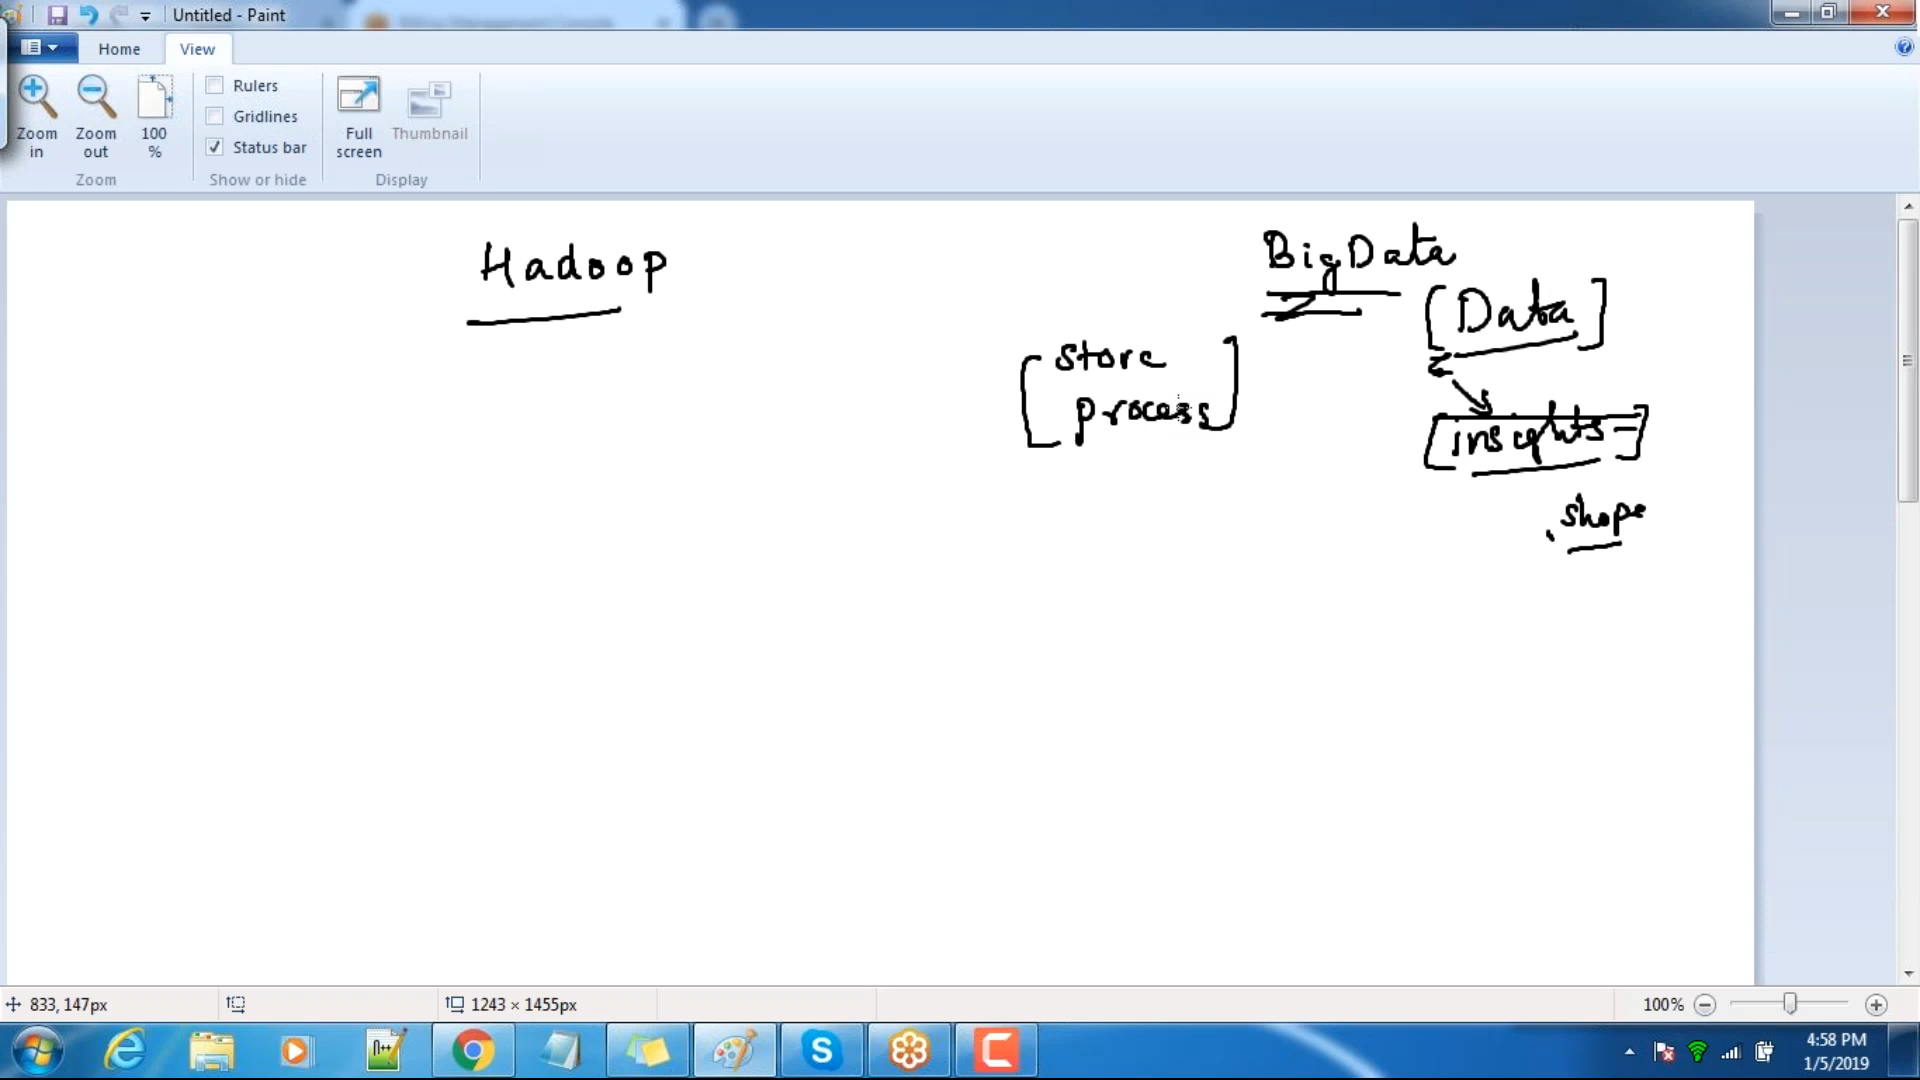 Untitled - Paint
Home
View
Zoom in
Zoom out
100 %
Rulers
Gridlines
Status bar
Full screen
Thumbnail
Zoom
Show or hide
Display
Hadoop
BigData
[Data]
[Store
process]
[insights]
shope
833, 147px
1243 × 1455px
100%
4:58 PM
1/5/2019